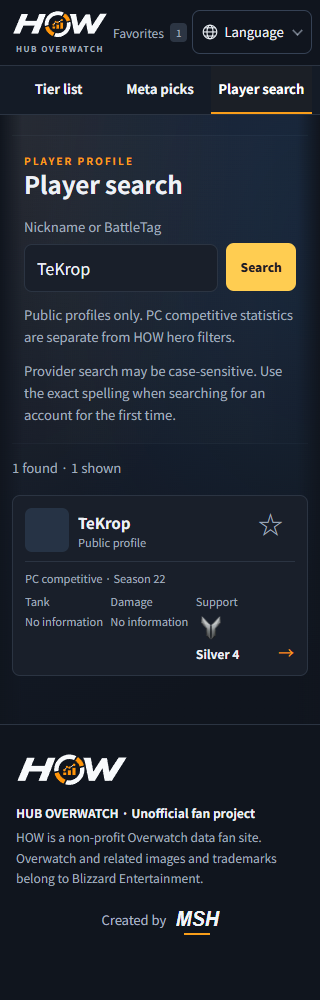 HOW
HUB OVERWATCH
Favorites 1
Language
Tier list Meta picks Player search
PLAYER PROFILE
Player search
Nickname or BattleTag
TeKrop Search
Public profiles only. PC competitive statistics
are separate from HOW hero filters.
Provider search may be case-sensitive. Use
the exact spelling when searching for an
account for the first time.
1 found · 1 shown
TeKrop
Public profile
PC competitive · Season 22
Tank Damage Support
No information No information
Silver 4 →
HOW
HUB OVERWATCH · Unofficial fan project
HOW is a non-profit Overwatch data fan site.
Overwatch and related images and trademarks
belong to Blizzard Entertainment.
Created by MSH